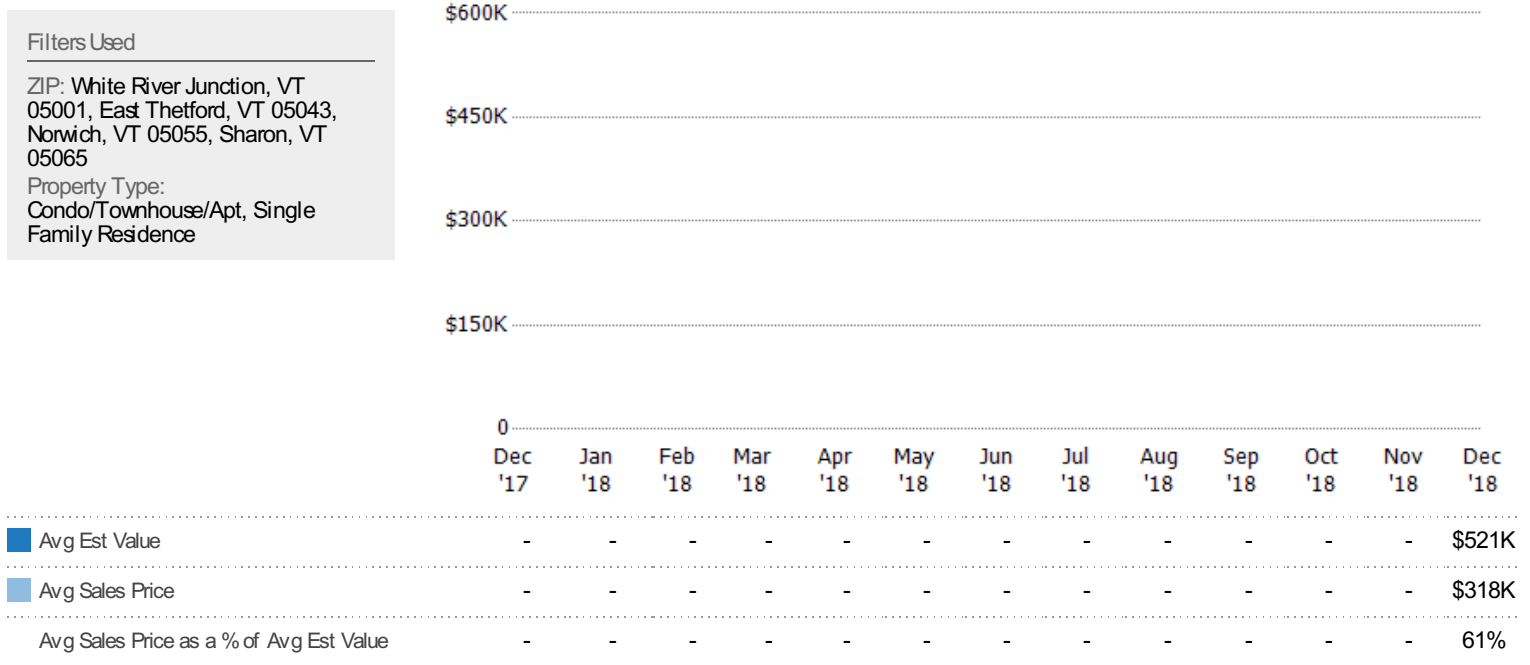 Filters Used
ZIP: White River Junction, VT
05001, East Thetford, VT 05043,
Norwich, VT 05055, Sharon, VT
05065
Property Type:
Condo/Townhouse/Apt, Single
Family Residence
$600K
$450K
$300K
$150K
0
Dec Jan Feb Mar Apr May Jun Jul Aug Sep Oct Nov Dec
'17 '18 '18 '18 '18 '18 '18 '18 '18 '18 '18 '18 '18
Avg Est Value - - - - - - - - - - - - $521K
Avg Sales Price - - - - - - - - - - - - $318K
Avg Sales Price as a % of Avg Est Value - - - - - - - - - - - - 61%